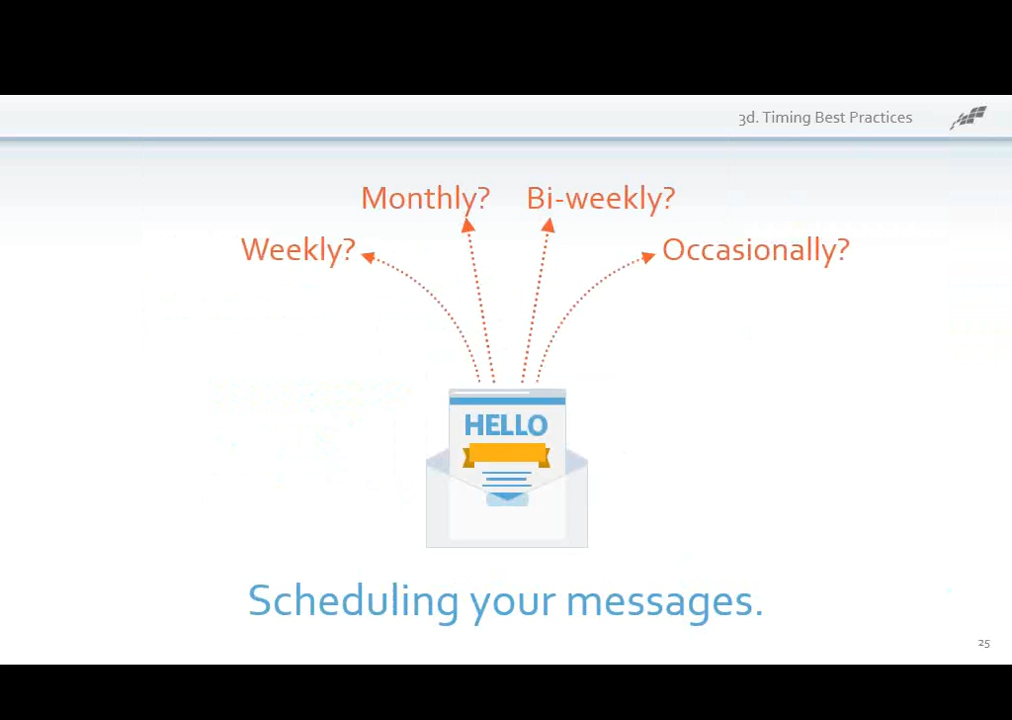 3d. Timing Best Practices
Monthly? Bi-weekly?
Weekly? Occasionally?
HELLO
Scheduling your messages.
25